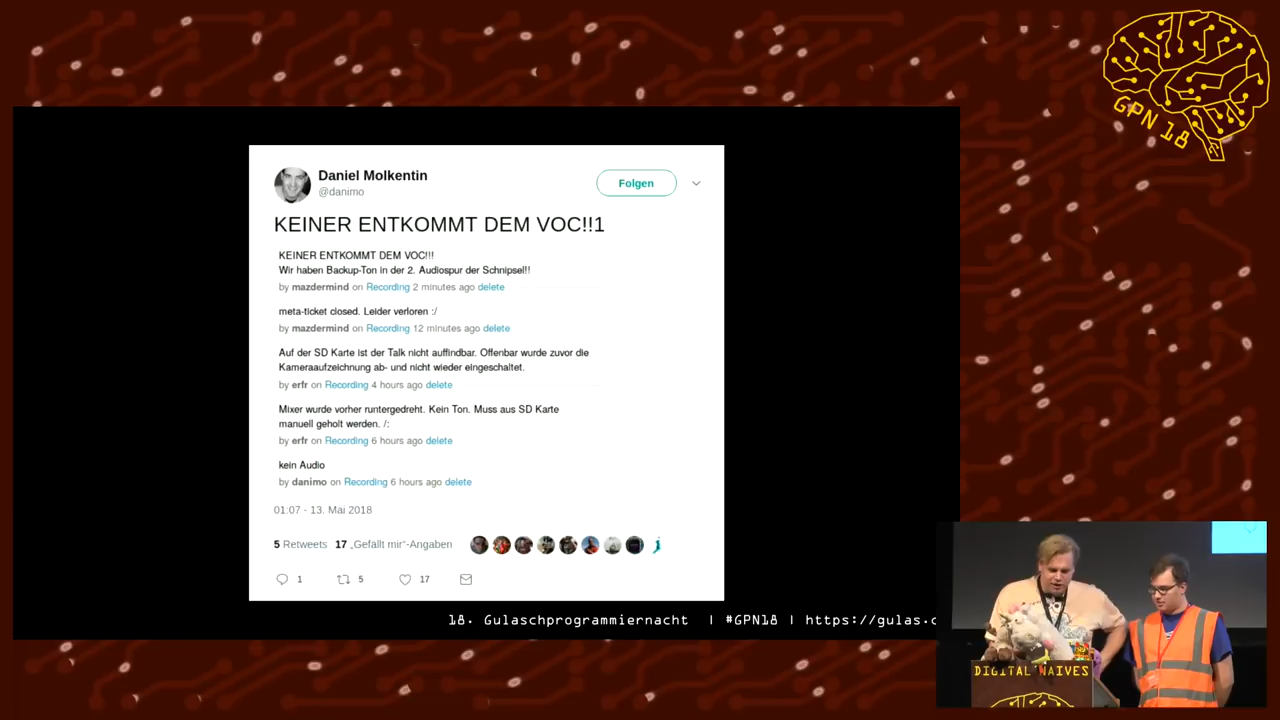 GPN 18
Daniel Molkentin
@danimo
Folgen
KEINER ENTKOMMT DEM VOC!!1
KEINER ENTKOMMT DEM VOC!!!
Wir haben Backup-Ton in der 2. Audiospur der Schnipsel!!
by mazdermind on Recording 2 minutes ago delete
meta-ticket closed. Leider verloren :/
by mazdermind on Recording 12 minutes ago delete
Auf der SD Karte ist der Talk nicht auffindbar. Offenbar wurde zuvor die
Kameraaufzeichnung ab- und nicht wieder eingeschaltet.
by erfr on Recording 4 hours ago delete
Mixer wurde vorher runtergedreht. Kein Ton. Muss aus SD Karte
manuell geholt werden. /:
by erfr on Recording 6 hours ago delete
kein Audio
by danimo on Recording 6 hours ago delete
01:07 - 13. Mai 2018
5 Retweets 17 „Gefällt mir“-Angaben
1 5 17
18. Gulaschprogrammiernacht | #GPN18 | https://gulas.c
DIGITAL NAIVES